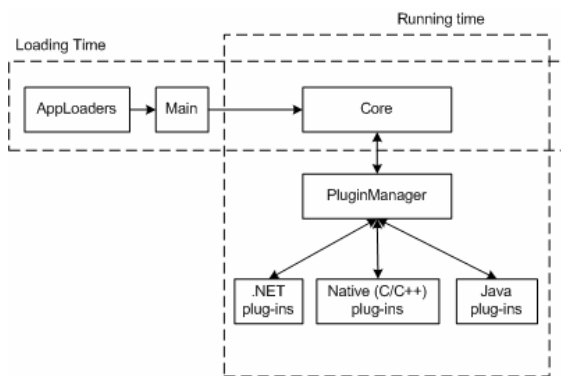 Running time
Loading Time
AppLoaders
Main
Core
PluginManager
.NET
plug-ins
Native (C/C++)
plug-ins
Java
plug-ins